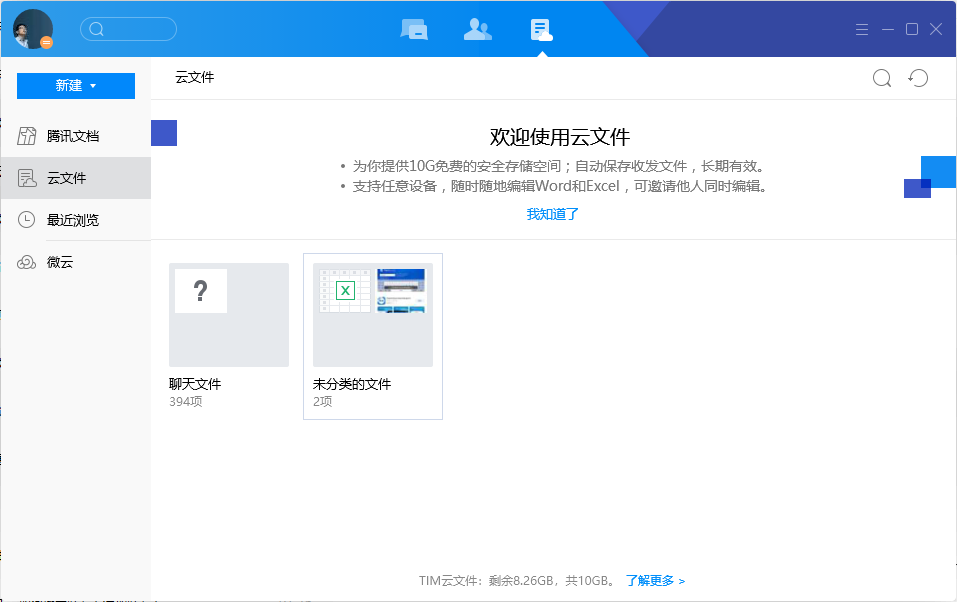 新建
云文件
腾讯文档
云文件
最近浏览
微云
欢迎使用云文件
• 为你提供10G免费的安全存储空间；自动保存收发文件，长期有效。
• 支持任意设备，随时随地编辑Word和Excel，可邀请他人同时编辑。
我知道了
?
X
聊天文件
394项
未分类的文件
2项
TIM云文件：剩余8.26GB，共10GB。 了解更多 >